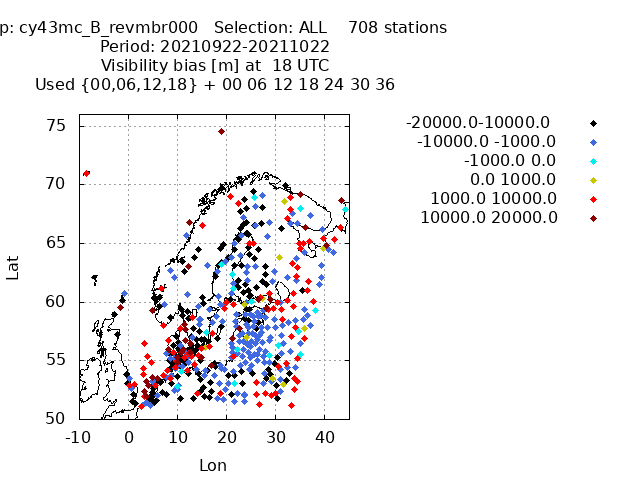 p: cy43mc_B_revmbr000 Selection: ALL 708 stations
Period: 20210922-20211022
Visibility bias [m] at 18 UTC
Used {00,06,12,18} + 00 06 12 18 24 30 36
-20000.0-10000.0
-10000.0 -1000.0
-1000.0 0.0
0.0 1000.0
1000.0 10000.0
10000.0 20000.0
75
70
65
60
55
50
Lat
-10 0 10 20 30 40
Lon